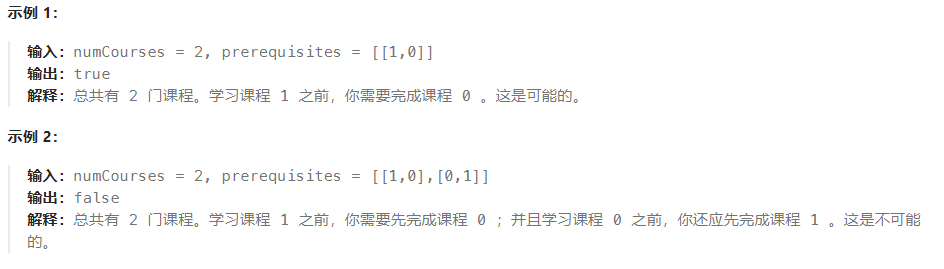 示例 1：
输入：numCourses = 2, prerequisites = [[1,0]]
输出：true
解释：总共有 2 门课程。学习课程 1 之前，你需要完成课程 0 。这是可能的。
示例 2：
输入：numCourses = 2, prerequisites = [[1,0],[0,1]]
输出：false
解释：总共有 2 门课程。学习课程 1 之前，你需要先完成课程 0 ；并且学习课程 0 之前，你还应先完成课程 1 。这是不可能
的。